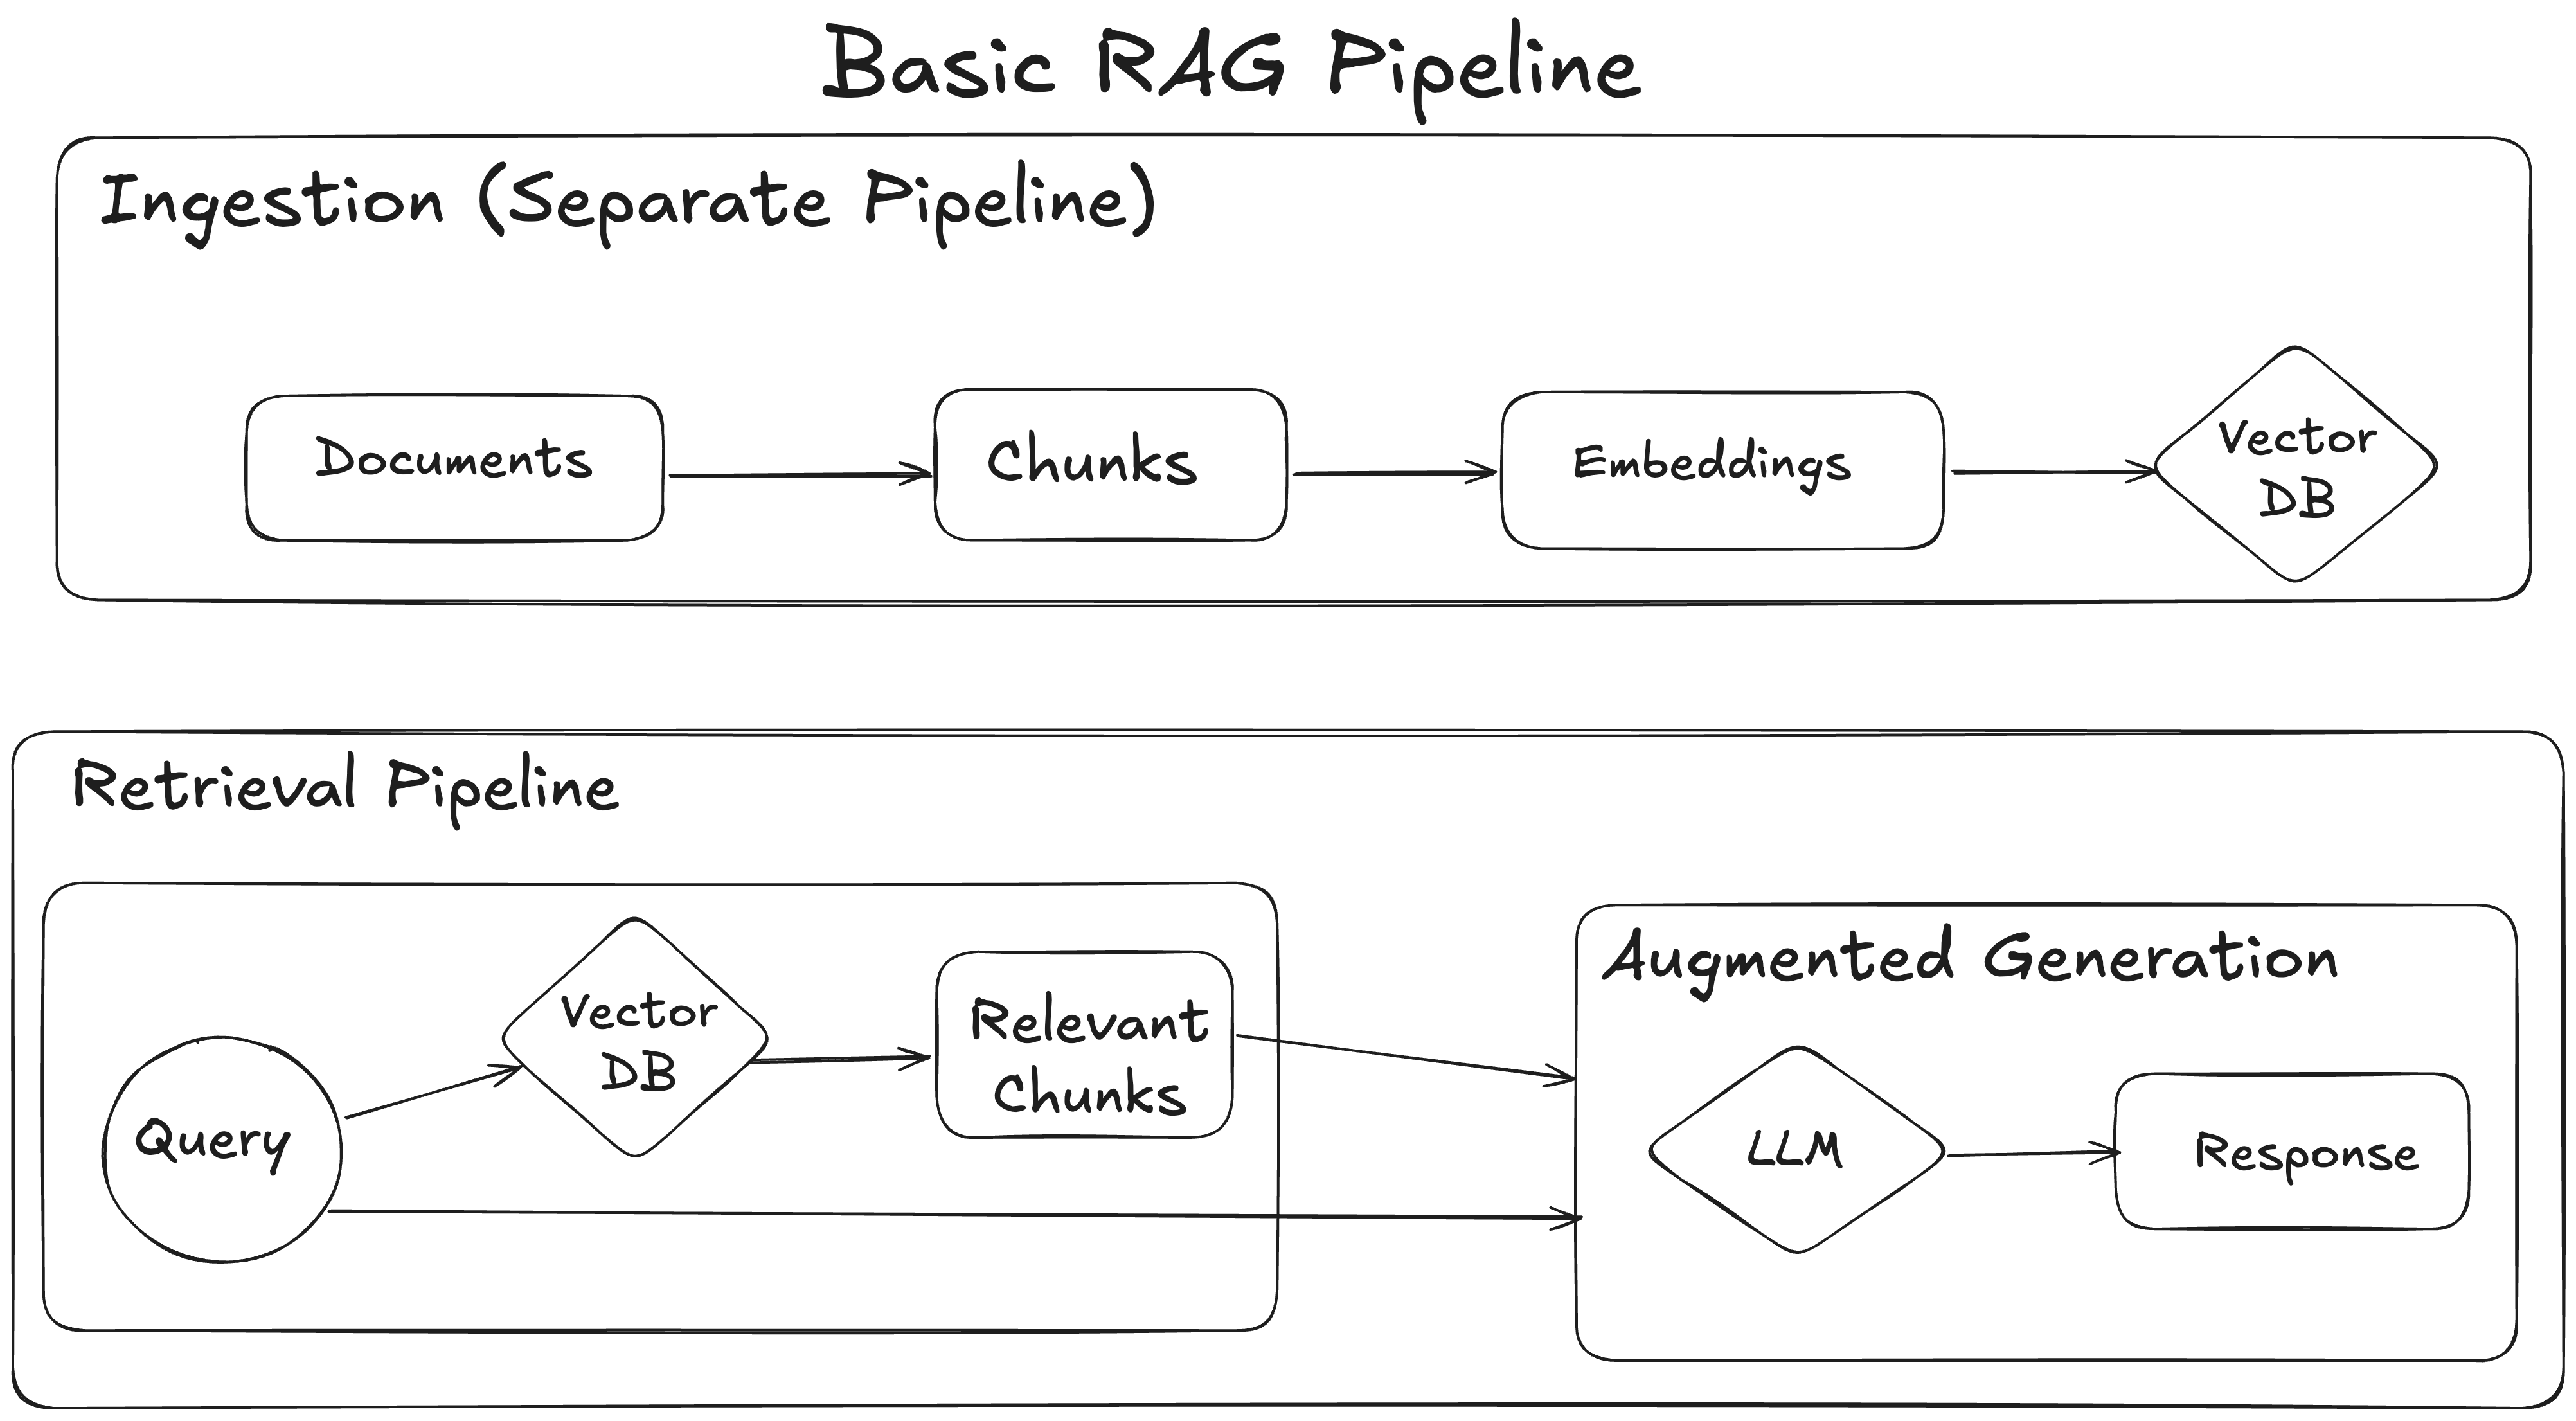 Basic RAG Pipeline
Ingestion (Separate Pipeline)
Documents
Chunks
Embeddings
Vector
DB
Retrieval Pipeline
Query
Vector
DB
Relevant
Chunks
Augmented Generation
LLM
Response